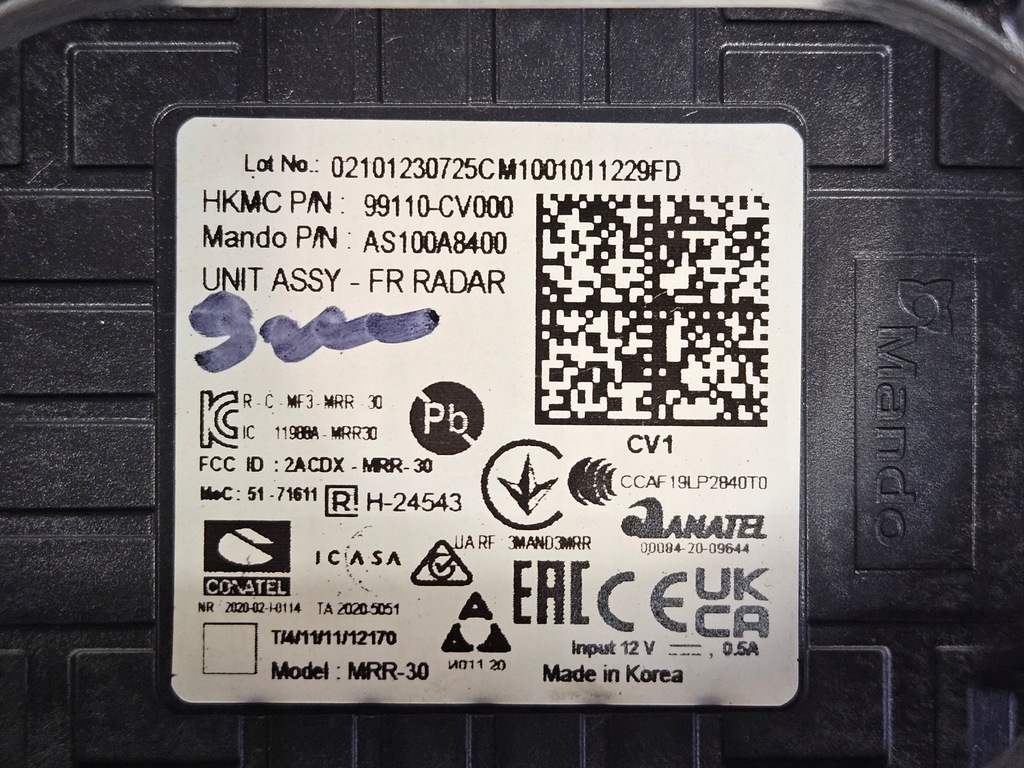 Lot No.: 02101230725CM1001011229FD
HKMC P/N : 99110-CV000
Mando P/N : AS100A8400
UNIT ASSY - FR RADAR
CV1
R - C - MF3 - MRR - 30
IC 11988A - MRR30
Pb
FCC ID : 2ACDX - MRR- 30
CCAF19LP2840T0
MoC: 51 - 71611
R H-24543
ANATEL
00084-20-09644
UA RF : 3MAND3MRR
CONATEL
ICASA
EAC CE UK CA
NR : 2020-02-I-0114
TA 2020-5051
T/4/11/11/12170
И011 20
Input 12 V , 0.5A
Model : MRR-30
Made in Korea
Mando